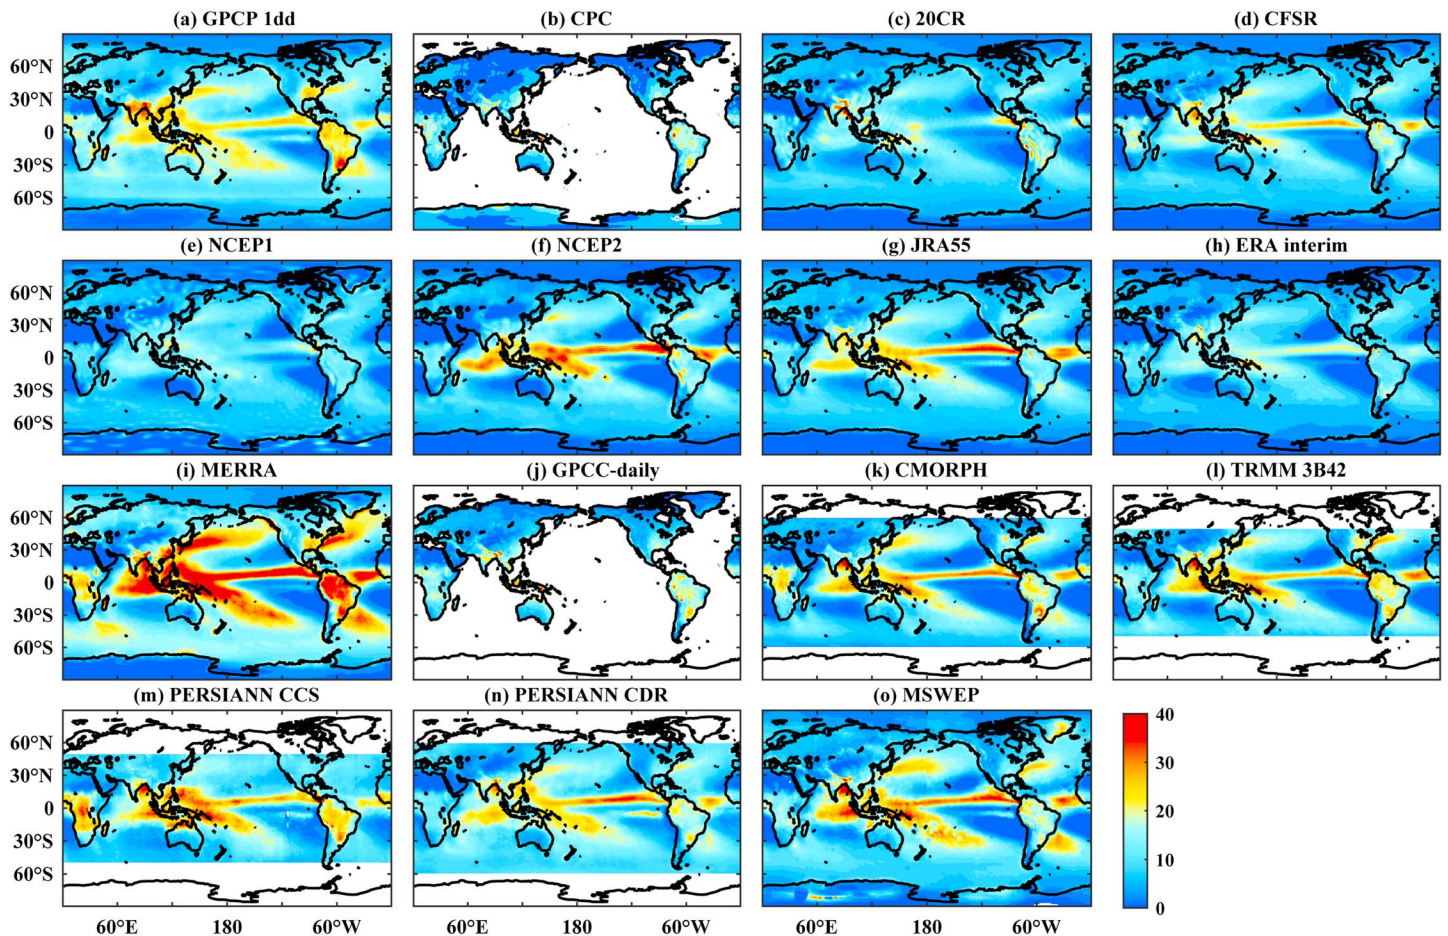 (a) GPCP 1dd
(b) CPC
(c) 20CR
(d) CFSR
60°N
30°N
0
30°S
60°S
(e) NCEP1
(f) NCEP2
(g) JRA55
(h) ERA interim
60°N
30°N
0
30°S
60°S
(i) MERRA
(j) GPCC-daily
(k) CMORPH
(l) TRMM 3B42
60°N
30°N
0
30°S
60°S
(m) PERSIANN CCS
(n) PERSIANN CDR
(o) MSWEP
60°N
30°N
0
30°S
60°S
60°E 180 60°W
60°E 180 60°W
60°E 180 60°W
40
30
20
10
0